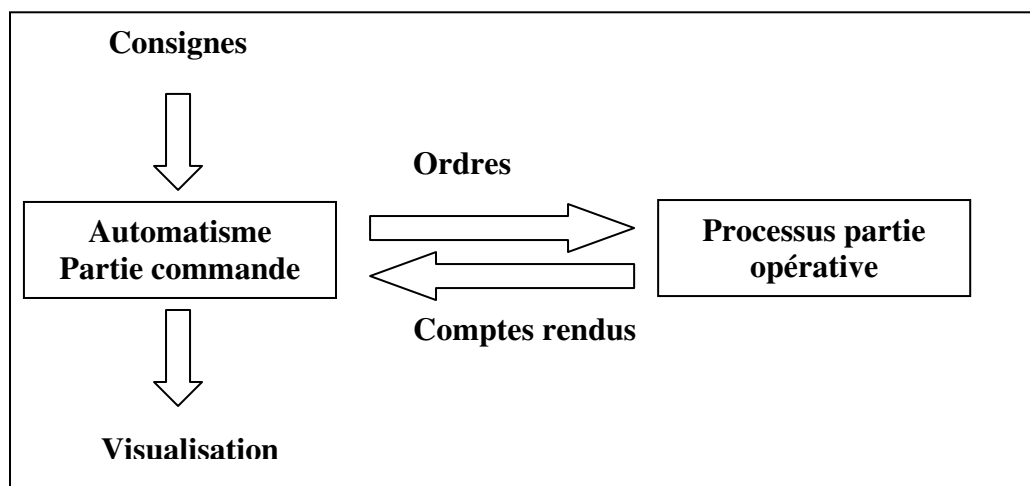 Consignes
Ordres
Automatisme
Partie commande
Processus partie
opérative
Comptes rendus
Visualisation